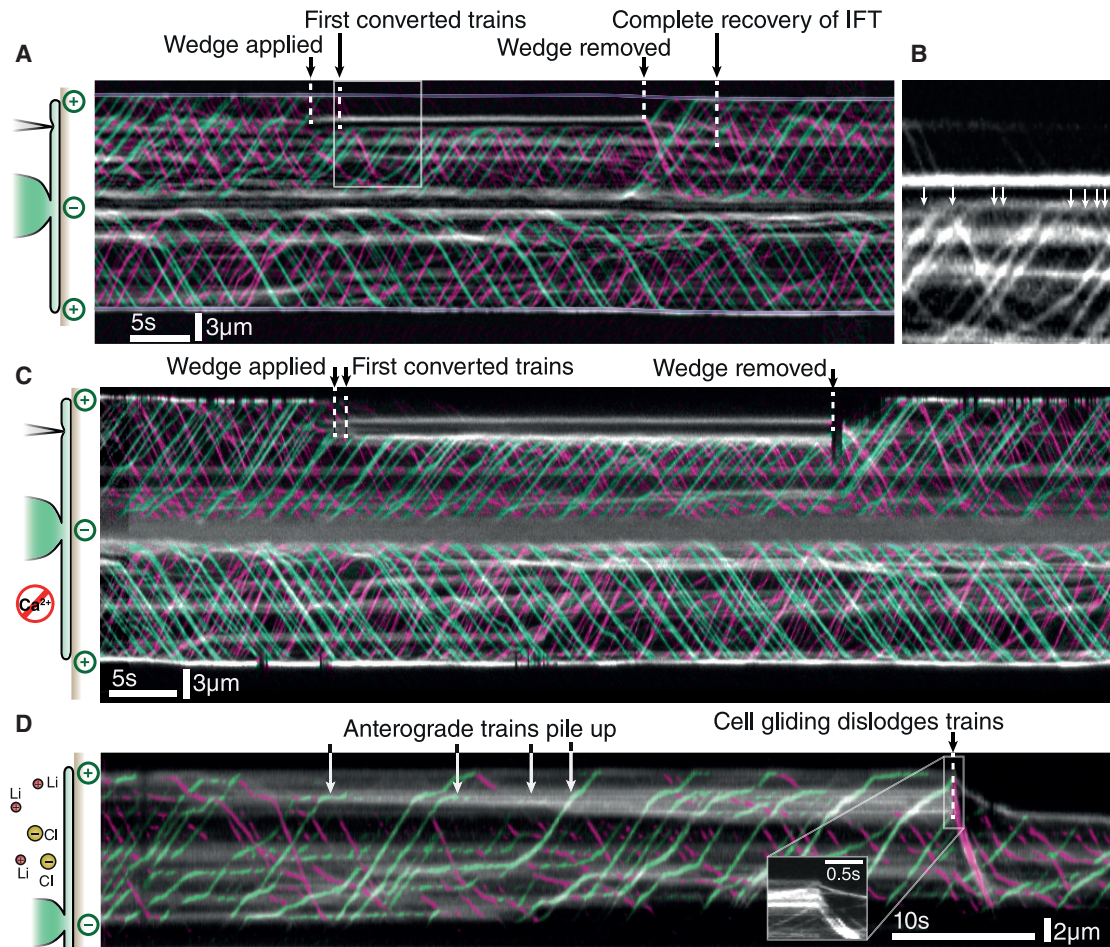 First converted trains
Complete recovery of IFT
Wedge applied
Wedge removed
A
B
+
−
+
5s
3μm
Wedge applied
First converted trains
Wedge removed
C
+
−
Ca²⁺
+
5s
3μm
Anterograde trains pile up
Cell gliding dislodges trains
D
+
Li
Li
− Cl
Li
− Cl
−
0.5s
10s
2μm